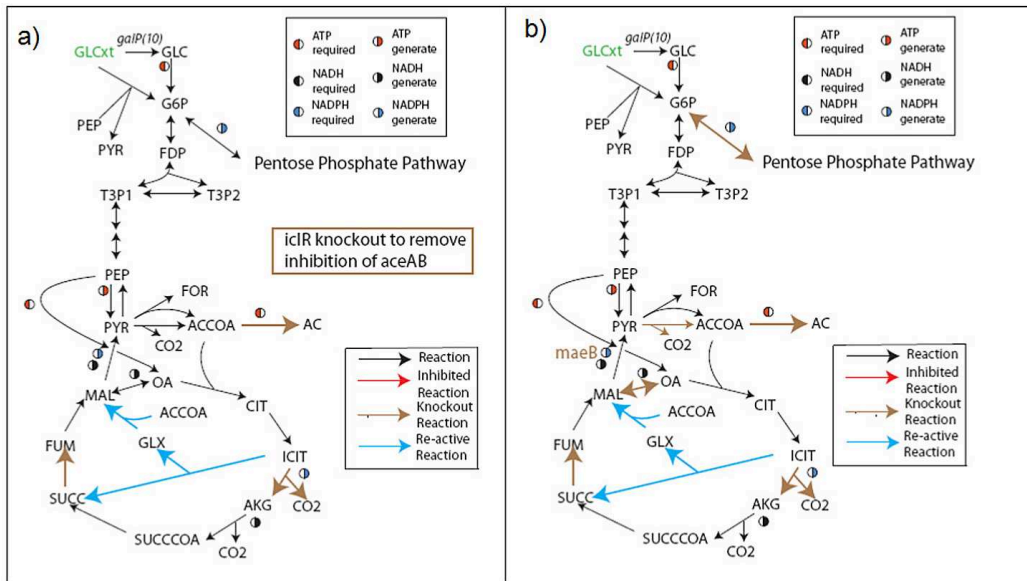 a)
galP(10)
GLCxt
GLC
ATP
required
ATP
generate
NADH
required
NADH
generate
NADPH
required
NADPH
generate
G6P
PEP
PYR
FDP
Pentose Phosphate Pathway
T3P1
T3P2
iclR knockout to remove
inhibition of aceAB
PEP
FOR
PYR
ACCOA
AC
CO2
OA
MAL
ACCOA
CIT
FUM
GLX
ICIT
SUCC
AKG
CO2
SUCCCOA
CO2
Reaction
Inhibited
Reaction
Knockout
Reaction
Re-active
Reaction
b)
galP(10)
GLCxt
GLC
ATP
required
ATP
generate
NADH
required
NADH
generate
NADPH
required
NADPH
generate
G6P
PEP
PYR
FDP
Pentose Phosphate Pathway
T3P1
T3P2
PEP
FOR
PYR
ACCOA
AC
CO2
maeB
OA
MAL
ACCOA
CIT
FUM
GLX
ICIT
SUCC
AKG
CO2
SUCCCOA
CO2
Reaction
Inhibited
Reaction
Knockout
Reaction
Re-active
Reaction